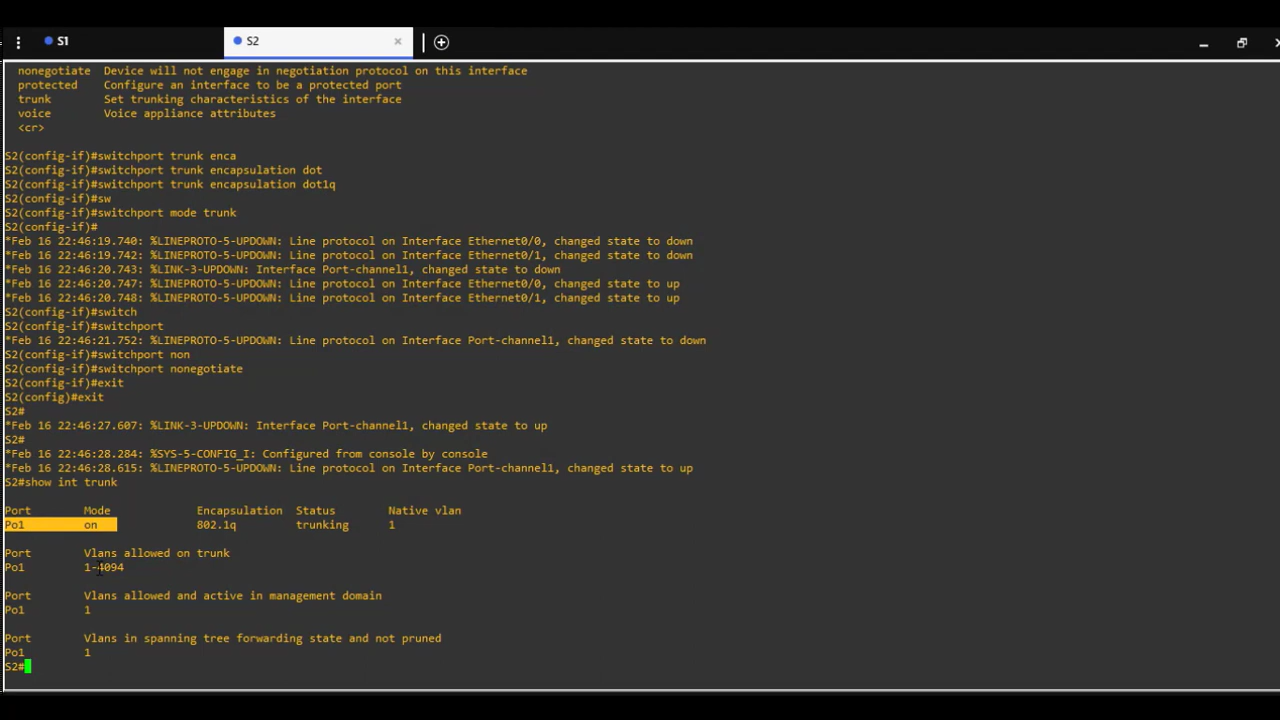 S1
S2
nonegotiate  Device will not engage in negotiation protocol on this interface
protected    Configure an interface to be a protected port
trunk        Set trunking characteristics of the interface
voice        Voice appliance attributes
<cr>
S2(config-if)#switchport trunk enca
S2(config-if)#switchport trunk encapsulation dot
S2(config-if)#switchport trunk encapsulation dot1q
S2(config-if)#sw
S2(config-if)#switchport mode trunk
S2(config-if)#
*Feb 16 22:46:19.740: %LINEPROTO-5-UPDOWN: Line protocol on Interface Ethernet0/0, changed state to down
*Feb 16 22:46:19.742: %LINEPROTO-5-UPDOWN: Line protocol on Interface Ethernet0/1, changed state to down
*Feb 16 22:46:20.743: %LINK-3-UPDOWN: Interface Port-channel1, changed state to down
*Feb 16 22:46:20.747: %LINEPROTO-5-UPDOWN: Line protocol on Interface Ethernet0/0, changed state to up
*Feb 16 22:46:20.748: %LINEPROTO-5-UPDOWN: Line protocol on Interface Ethernet0/1, changed state to up
S2(config-if)#switch
S2(config-if)#switchport
*Feb 16 22:46:21.752: %LINEPROTO-5-UPDOWN: Line protocol on Interface Port-channel1, changed state to down
S2(config-if)#switchport non
S2(config-if)#switchport nonegotiate
S2(config-if)#exit
S2(config)#exit
S2#
*Feb 16 22:46:27.607: %LINK-3-UPDOWN: Interface Port-channel1, changed state to up
S2#
*Feb 16 22:46:28.284: %SYS-5-CONFIG_I: Configured from console by console
*Feb 16 22:46:28.615: %LINEPROTO-5-UPDOWN: Line protocol on Interface Port-channel1, changed state to up
S2#show int trunk
Port        Mode             Encapsulation  Status        Native vlan
Po1         on               802.1q         trunking      1
Port        Vlans allowed on trunk
Po1         1-4094
Port        Vlans allowed and active in management domain
Po1         1
Port        Vlans in spanning tree forwarding state and not pruned
Po1         1
S2#